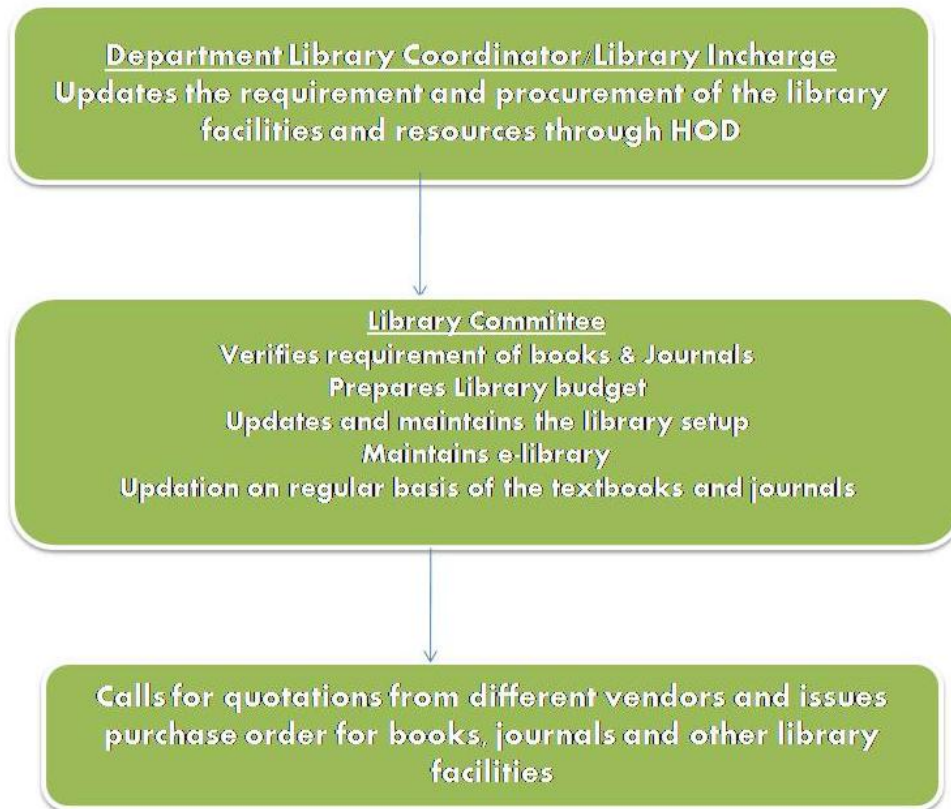 Department Library Coordinator/Library Incharge
Updates the requirement and procurement of the library
facilities and resources through HOD
Library Committee
Verifies requirement of books & Journals
Prepares Library budget
Updates and maintains the library setup
Maintains e-library
Updation on regular basis of the textbooks and journals
Calls for quotations from different vendors and issues
purchase order for books, journals and other library
facilities